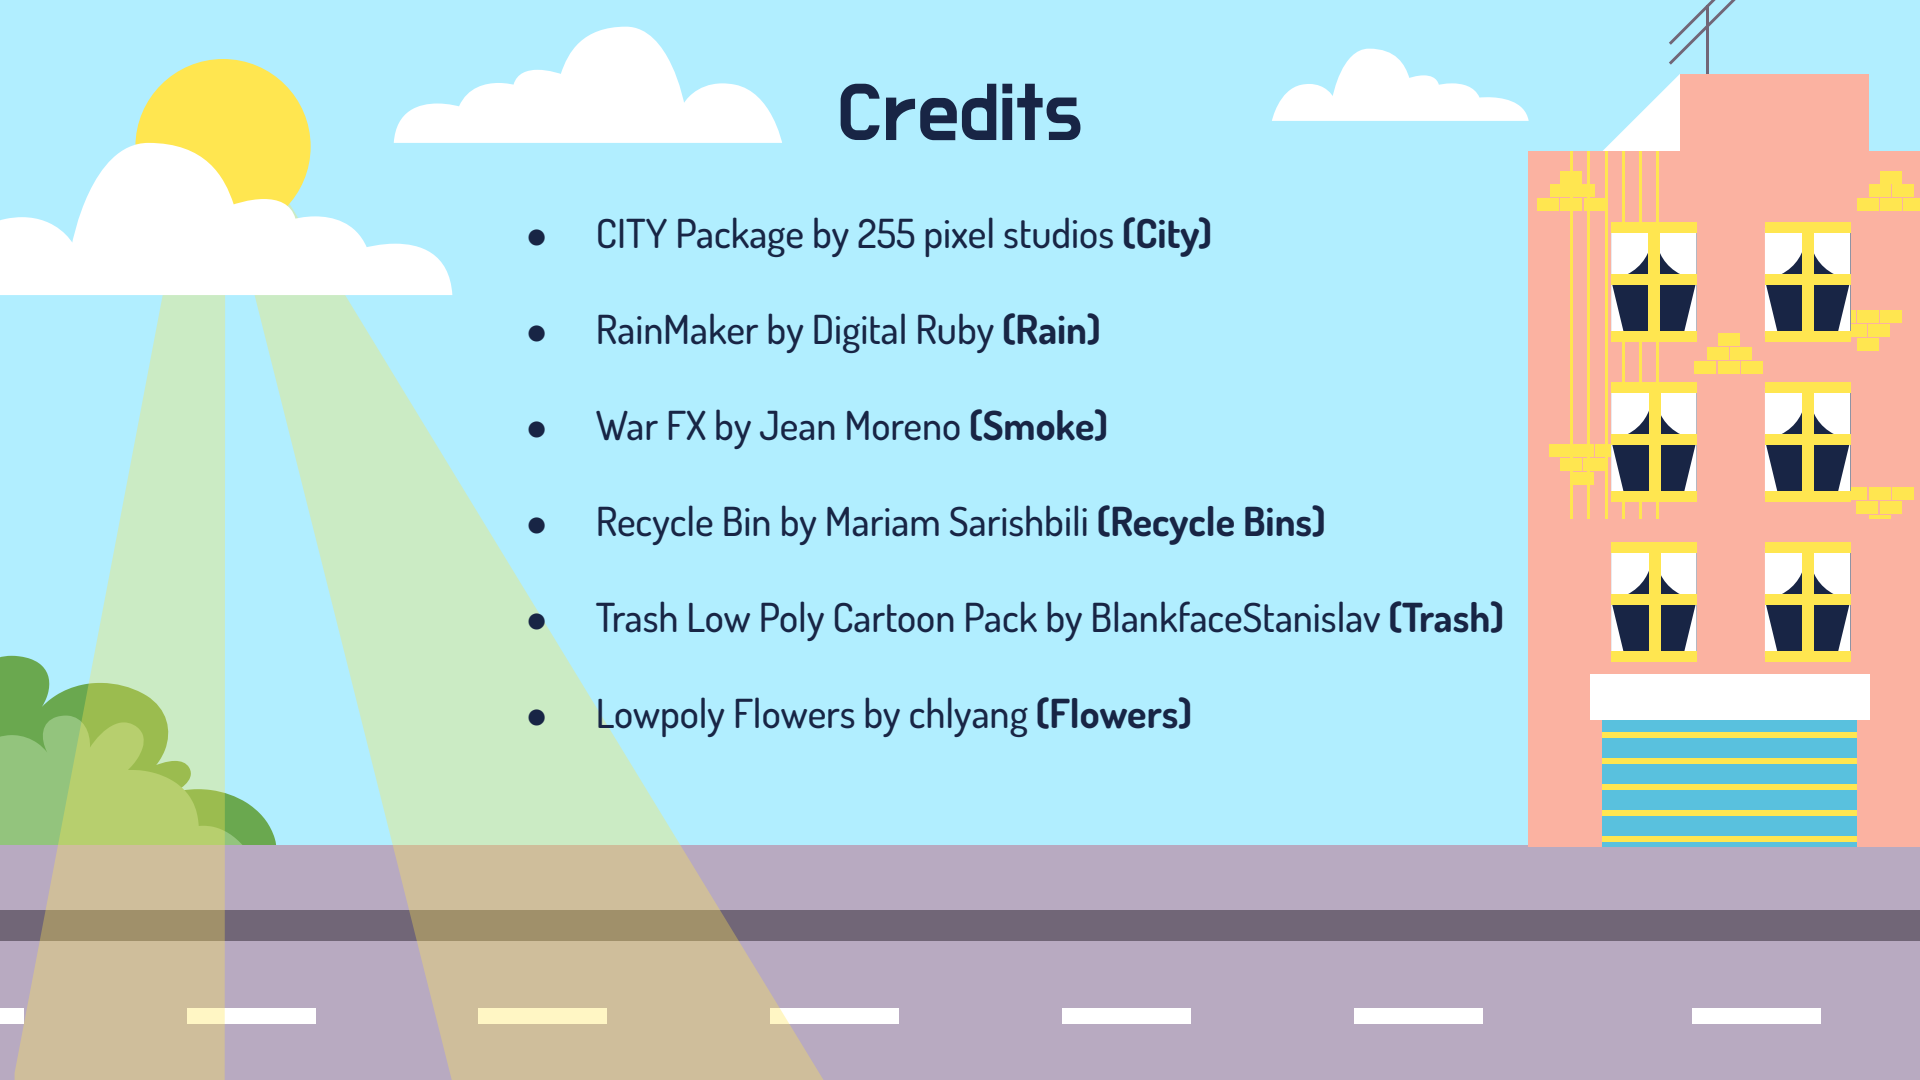 Credits
● CITY Package by 255 pixel studios (City)
● RainMaker by Digital Ruby (Rain)
● War FX by Jean Moreno (Smoke)
● Recycle Bin by Mariam Sarishbili (Recycle Bins)
● Trash Low Poly Cartoon Pack by BlankfaceStanislav (Trash)
● Lowpoly Flowers by chlyang (Flowers)